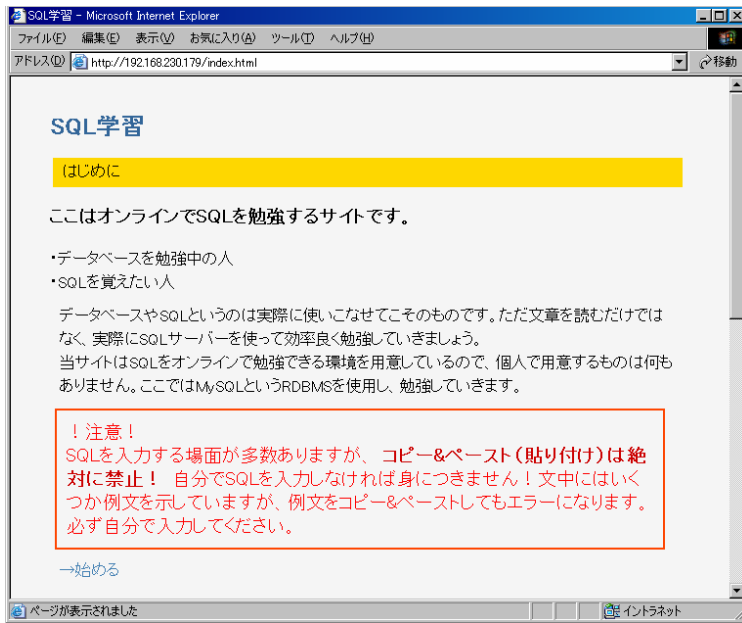 SQL学習 - Microsoft Internet Explorer
ファイル(F) 編集(E) 表示(V) お気に入り(A) ツール(T) ヘルプ(H)
アドレス(D) http://192.168.230.179/index.html 移動
SQL学習
はじめに
ここはオンラインでSQLを勉強するサイトです。
・データベースを勉強中の人
・SQLを覚えたい人
データベースやSQLというのは実際に使いこなせてこそのものです。ただ文章を読むだけでは
なく、実際にSQLサーバーを使って効率良く勉強していきましょう。
当サイトはSQLをオンラインで勉強できる環境を用意しているので、個人で用意するものは何も
ありません。ここではMySQLというRDBMSを使用し、勉強していきます。
！注意！
SQLを入力する場面が多数ありますが、 コピー&ペースト(貼り付け)は絶
対に禁止！ 自分でSQLを入力しなければ身につきません！文中にはいく
つか例文を示していますが、例文をコピー&ペーストしてもエラーになります。
必ず自分で入力してください。
→始める
ページが表示されました イントラネット